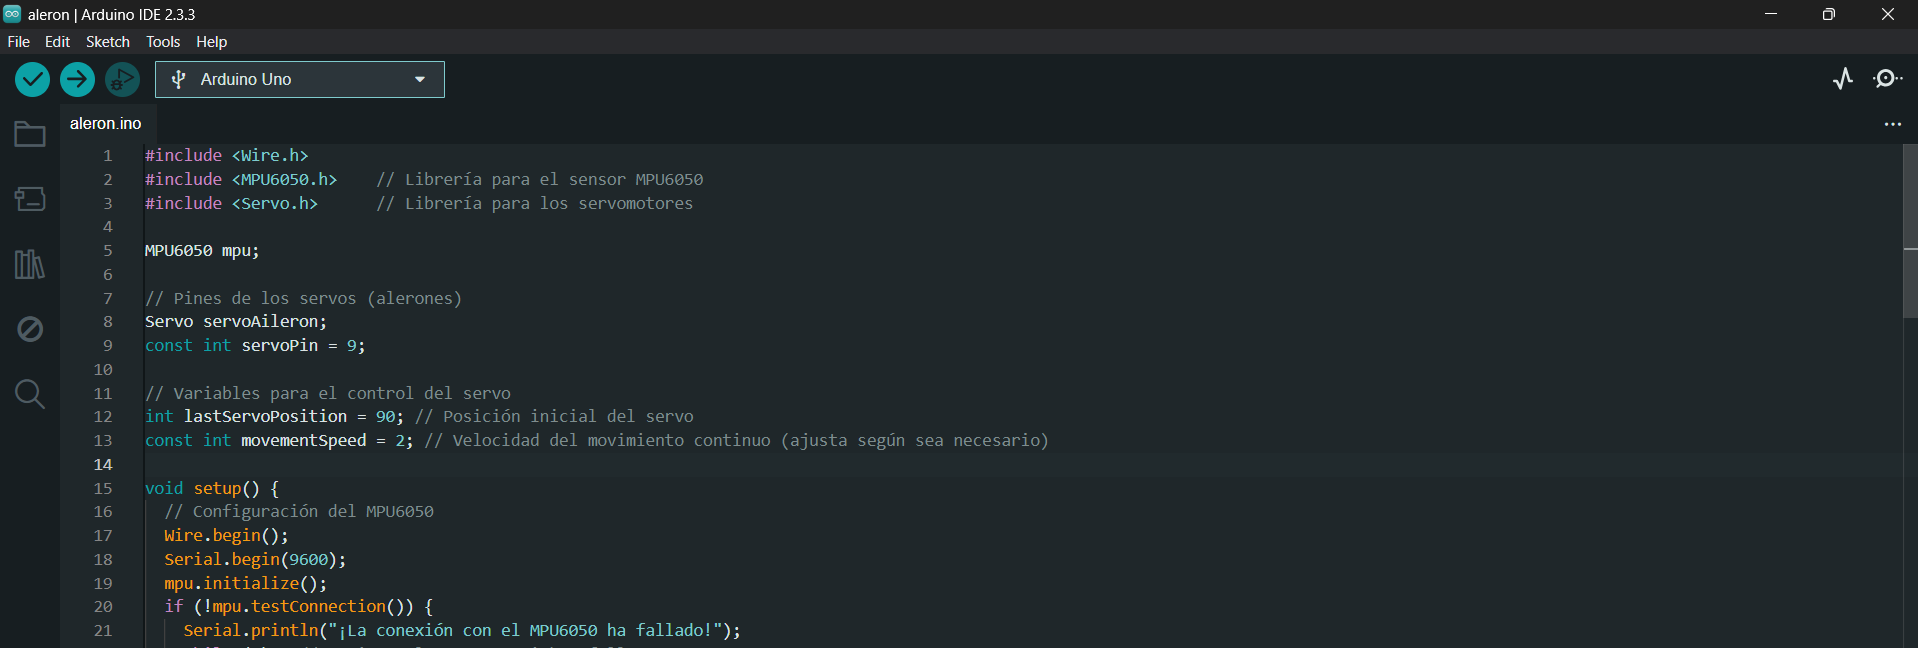 aleron | Arduino IDE 2.3.3
File Edit Sketch Tools Help
Arduino Uno
aleron.ino
1 #include <Wire.h>
2 #include <MPU6050.h>    // Librería para el sensor MPU6050
3 #include <Servo.h>      // Librería para los servomotores
4
5 MPU6050 mpu;
6
7 // Pines de los servos (alerones)
8 Servo servoAileron;
9 const int servoPin = 9;
10
11 // Variables para el control del servo
12 int lastServoPosition = 90; // Posición inicial del servo
13 const int movementSpeed = 2; // Velocidad del movimiento continuo (ajusta según sea necesario)
14
15 void setup() {
16   // Configuración del MPU6050
17   Wire.begin();
18   Serial.begin(9600);
19   mpu.initialize();
20   if (!mpu.testConnection()) {
21     Serial.println("¡La conexión con el MPU6050 ha fallado!");